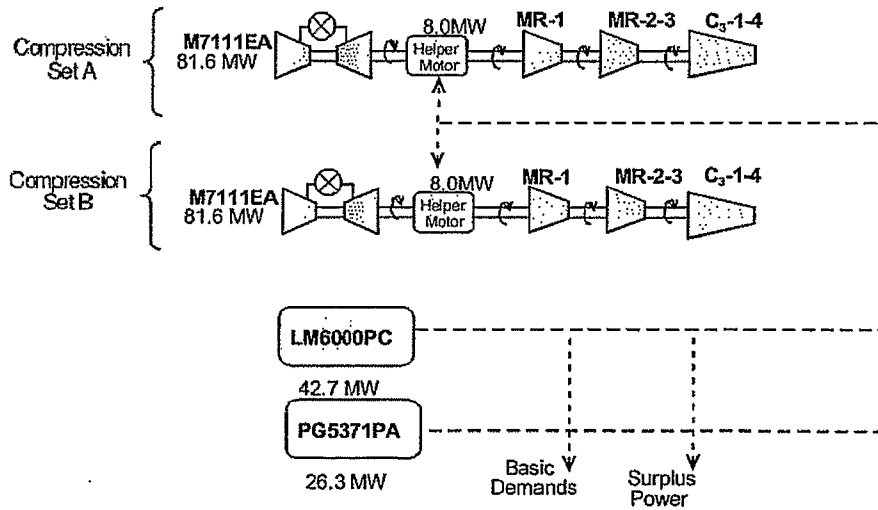 8.0MW
MR-1
MR-2-3
C₃-1-4
Compression
Set A
M7111EA
81.6 MW
Helper
Motor
8.0MW
MR-1
MR-2-3
C₃-1-4
Compression
Set B
M7111EA
81.6 MW
Helper
Motor
LM6000PC
42.7 MW
PG5371PA
26.3 MW
Basic
Demands
Surplus
Power